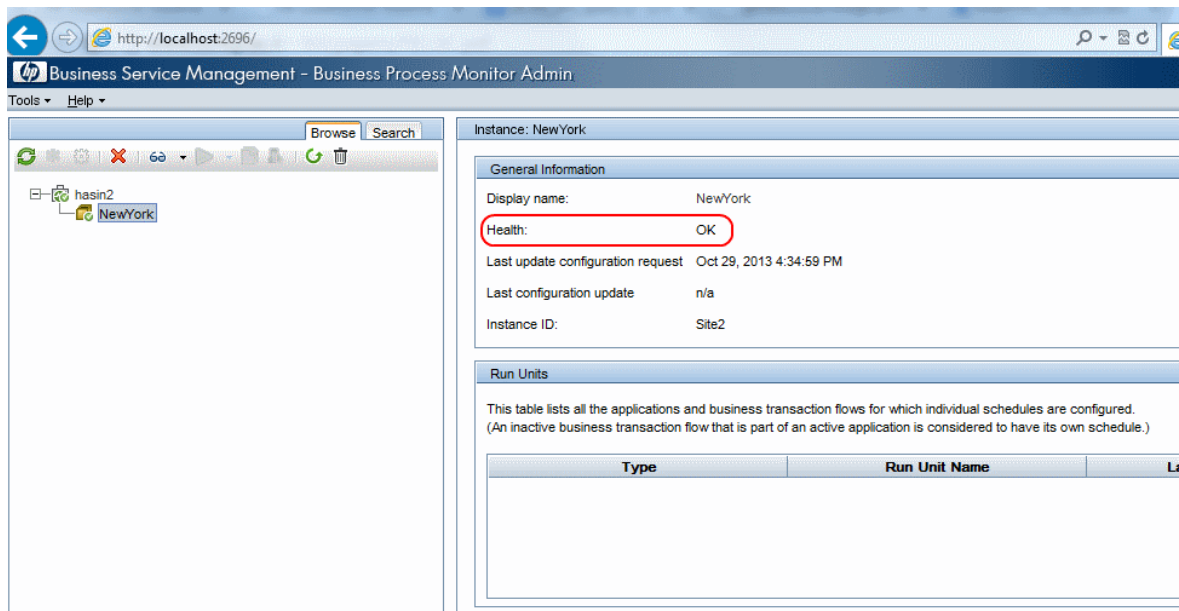 http://localhost:2696/
hp Business Service Management - Business Process Monitor Admin
Tools Help
Browse Search
hasin2
NewYork
Instance: NewYork
General Information
Display name: NewYork
Health: OK
Last update configuration request Oct 29, 2013 4:34:59 PM
Last configuration update n/a
Instance ID: Site2
Run Units
This table lists all the applications and business transaction flows for which individual schedules are configured.
(An inactive business transaction flow that is part of an active application is considered to have its own schedule.)
Type Run Unit Name